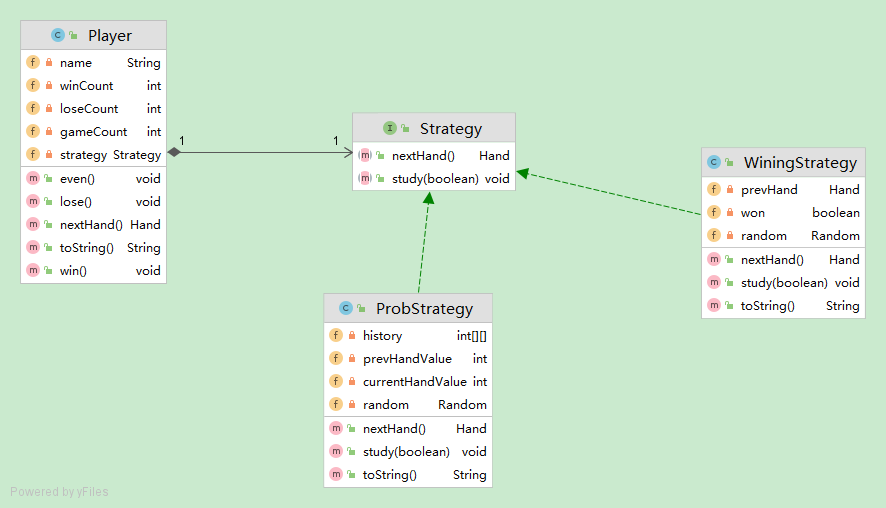 Player
name String
winCount int
loseCount int
gameCount int
strategy Strategy
even() void
lose() void
nextHand() Hand
toString() String
win() void
1
1
Strategy
nextHand() Hand
study(boolean) void
WiningStrategy
prevHand Hand
won boolean
random Random
nextHand() Hand
study(boolean) void
toString() String
ProbStrategy
history int[][]
prevHandValue int
currentHandValue int
random Random
nextHand() Hand
study(boolean) void
toString() String
Powered by yFiles